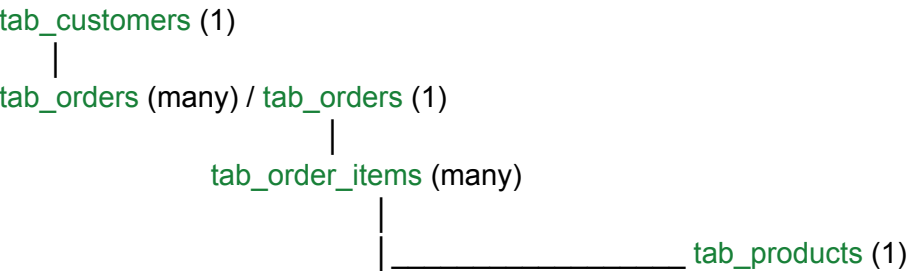 tab_customers (1)
tab_orders (many) / tab_orders (1)
tab_order_items (many)
tab_products (1)